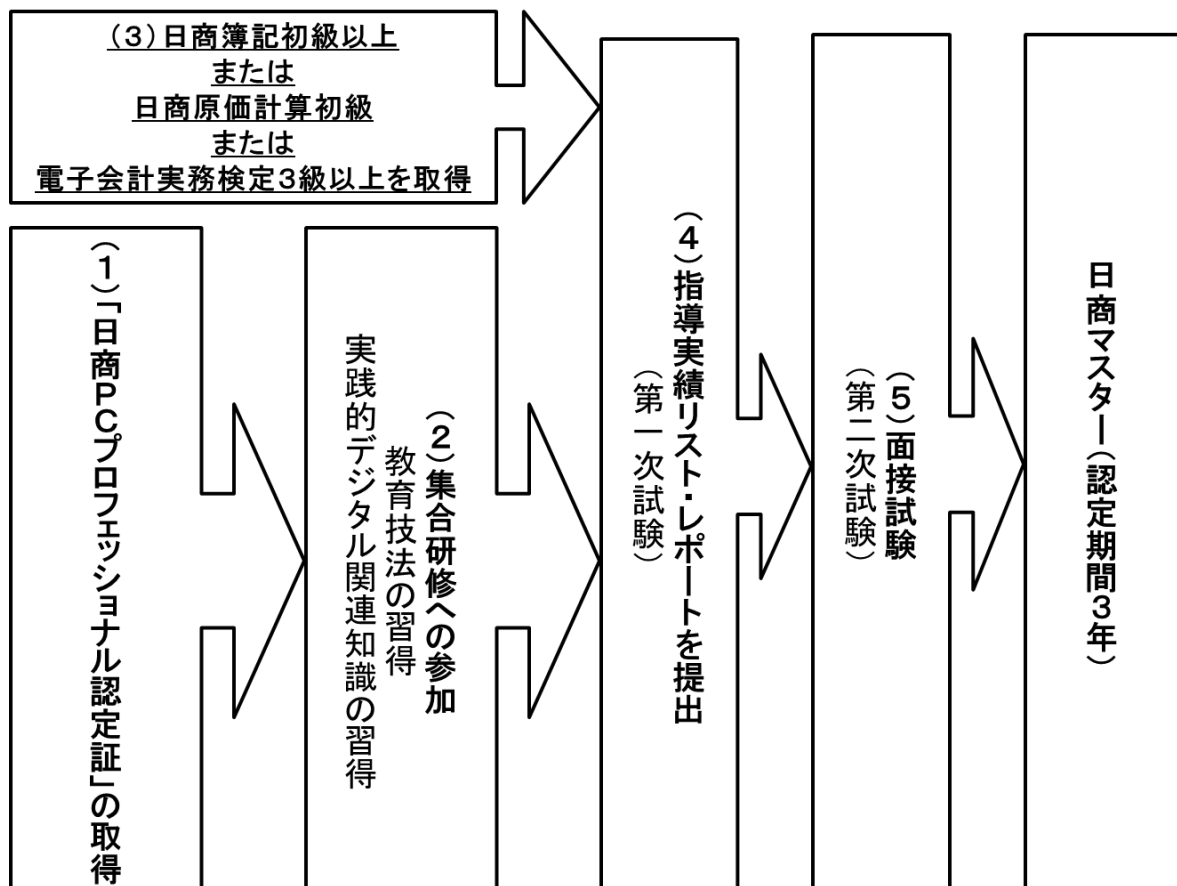 (3)日商簿記初級以上
または
日商原価計算初級
または
電子会計実務検定3級以上を取得
(1)「日商PCプロフェッショナル認定証」の取得
(2)集合研修への参加
教育技法の習得
実践的デジタル関連知識の習得
(4)指導実績リスト・レポートを提出
(第一次試験)
(5)面接試験
(第二次試験)
日商マスター(認定期間3年)